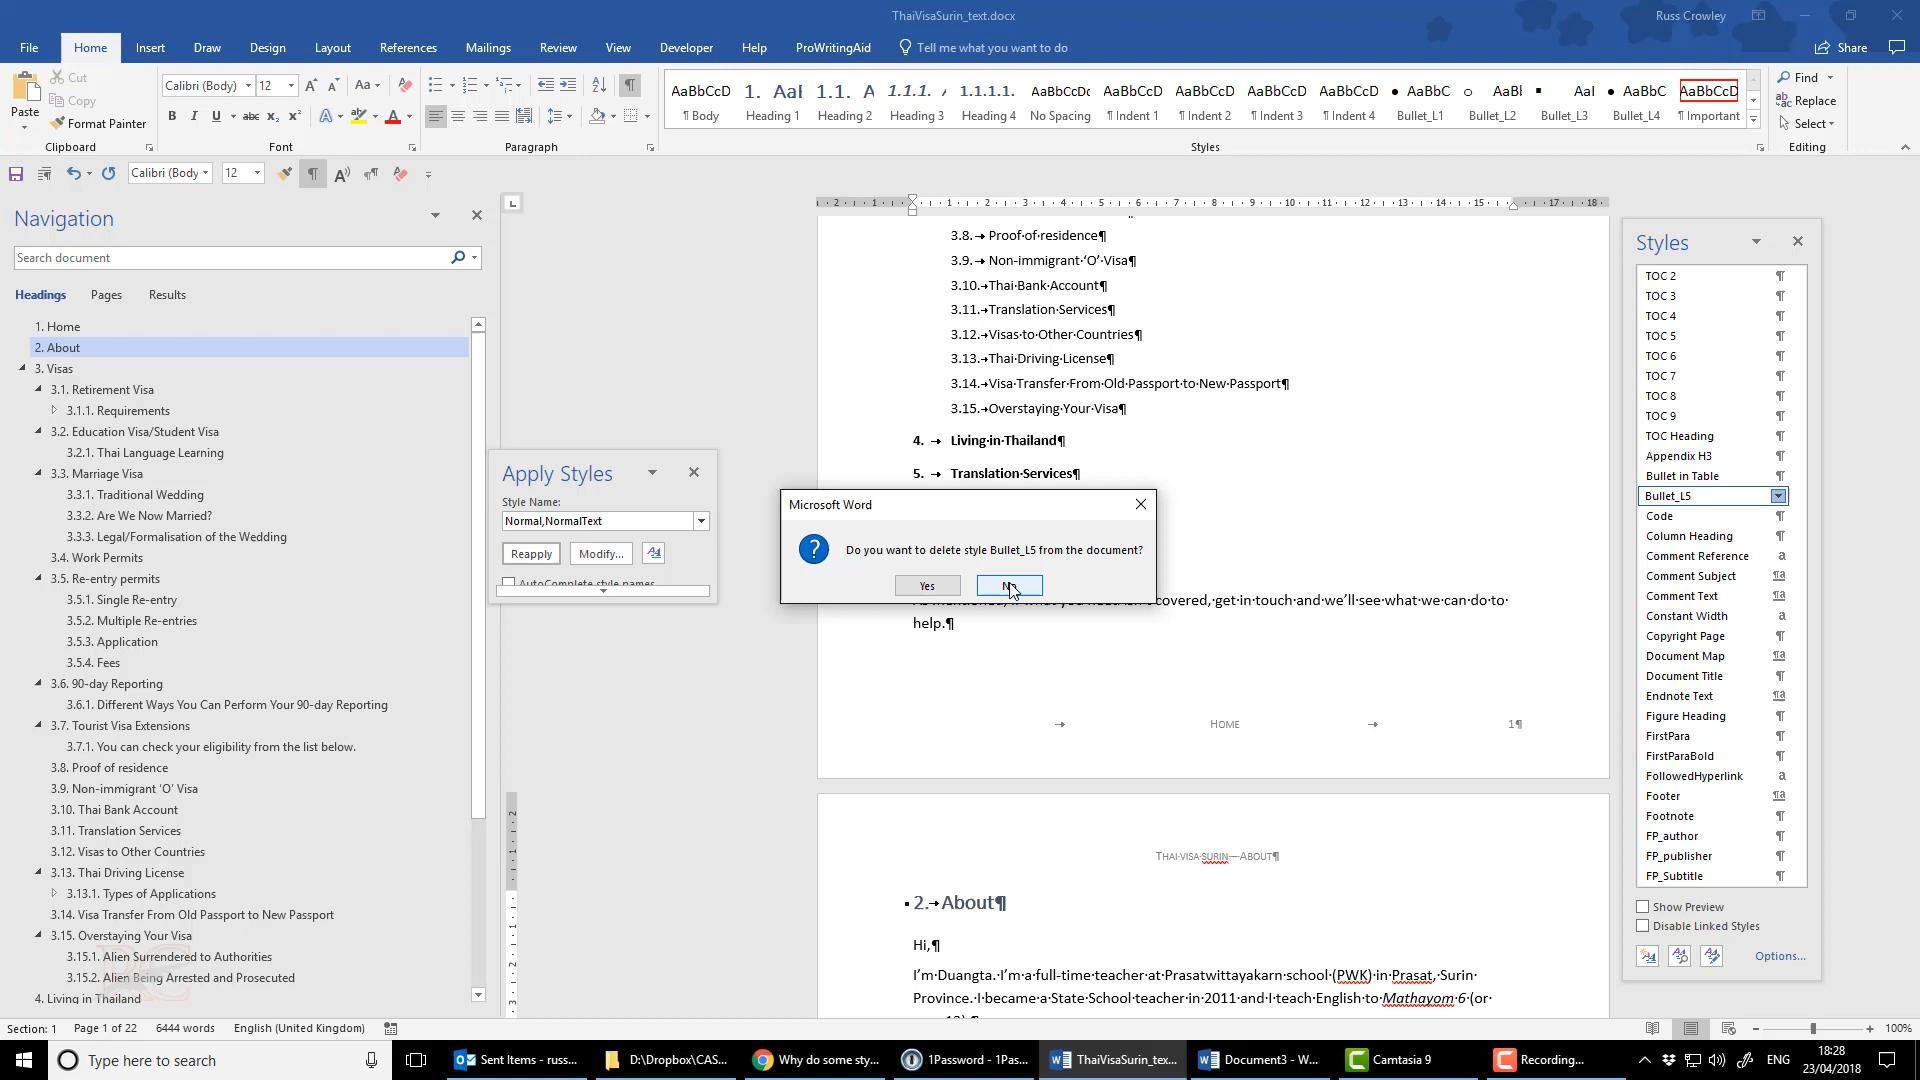 ThaiVisaSurin_text.docx
Russ Crowley
File Home Insert Draw Design Layout References Mailings Review View Developer Help ProWritingAid Tell me what you want to do Share
Cut
Copy
Paste
Format Painter
Clipboard
Calibri (Body) 12
Font
Paragraph
AaBbCcD AaBbCcDc AaBbCcD AaBbCcD AaBbCcD AaBbCcD
¶ Body Heading 1 Heading 2 Heading 3 Heading 4 No Spacing ¶ Indent 1 ¶ Indent 2 ¶ Indent 3 ¶ Indent 4 Bullet_L1 Bullet_L2 Bullet_L3 Bullet_L4 ¶ Important
Styles
Find
Replace
Select
Editing
Calibri (Body 12
Navigation
Search document
Headings Pages Results
1. Home
2. About
3. Visas
3.1. Retirement Visa
3.1.1. Requirements
3.2. Education Visa/Student Visa
3.2.1. Thai Language Learning
3.3. Marriage Visa
3.3.1. Traditional Wedding
3.3.2. Are We Now Married?
3.3.3. Legal/Formalisation of the Wedding
3.4. Work Permits
3.5. Re-entry permits
3.5.1. Single Re-entry
3.5.2. Multiple Re-entries
3.5.3. Application
3.5.4. Fees
3.6. 90-day Reporting
3.6.1. Different Ways You Can Perform Your 90-day Reporting
3.7. Tourist Visa Extensions
3.7.1. You can check your eligibility from the list below.
3.8. Proof of residence
3.9. Non-immigrant ‘O’ Visa
3.10. Thai Bank Account
3.11. Translation Services
3.12. Visas to Other Countries
3.13. Thai Driving License
3.13.1. Types of Applications
3.14. Visa Transfer From Old Passport to New Passport
3.15. Overstaying Your Visa
3.15.1. Alien Surrendered to Authorities
3.15.2. Alien Being Arrested and Prosecuted
4. Living in Thailand
Apply Styles
Style Name:
Normal,NormalText
Reapply Modify...
AutoComplete style names
3.8.→ Proof·of·residence¶
3.9.→ Non-immigrant·‘O’·Visa¶
3.10.→Thai·Bank·Account¶
3.11.→Translation·Services¶
3.12.→Visas·to·Other·Countries¶
3.13.→Thai·Driving·License¶
3.14.→Visa·Transfer·From·Old·Passport·to·New·Passport¶
3.15.→Overstaying·Your·Visa¶
4. → Living·in·Thailand¶
5. → Translation·Services¶
Microsoft Word
Do you want to delete style Bullet_L5 from the document?
Yes
covered,·get·in·touch·and·we’ll·see·what·we·can·do·to·
help.¶
→ HOME → 1¶
THAI·VISA·SURIN—ABOUT¶
2.→About¶
Hi,¶
I’m·Duangta.·I’m·a·full-time·teacher·at·Prasatwittayakarn·school·(PWK)·in·Prasat,·Surin·
Province.·I·became·a·State·School·teacher·in·2011·and·I·teach·English·to·Mathayom·6·(or·
Styles
TOC 2
TOC 3
TOC 4
TOC 5
TOC 6
TOC 7
TOC 8
TOC 9
TOC Heading
Appendix H3
Bullet in Table
Bullet_L5
Code
Column Heading
Comment Reference
Comment Subject
Comment Text
Constant Width
Copyright Page
Document Map
Document Title
Endnote Text
Figure Heading
FirstPara
FirstParaBold
FollowedHyperlink
Footer
Footnote
FP_author
FP_publisher
FP_Subtitle
Show Preview
Disable Linked Styles
Options...
Section: 1 Page 1 of 22 6444 words English (United Kingdom) 100%
Type here to search
Sent Items - russ... D:\Dropbox\CAS... Why do some sty... 1Password - 1Pas... ThaiVisaSurin_tex... Document3 - W... Camtasia 9 Recording...
ENG
18:28
23/04/2018